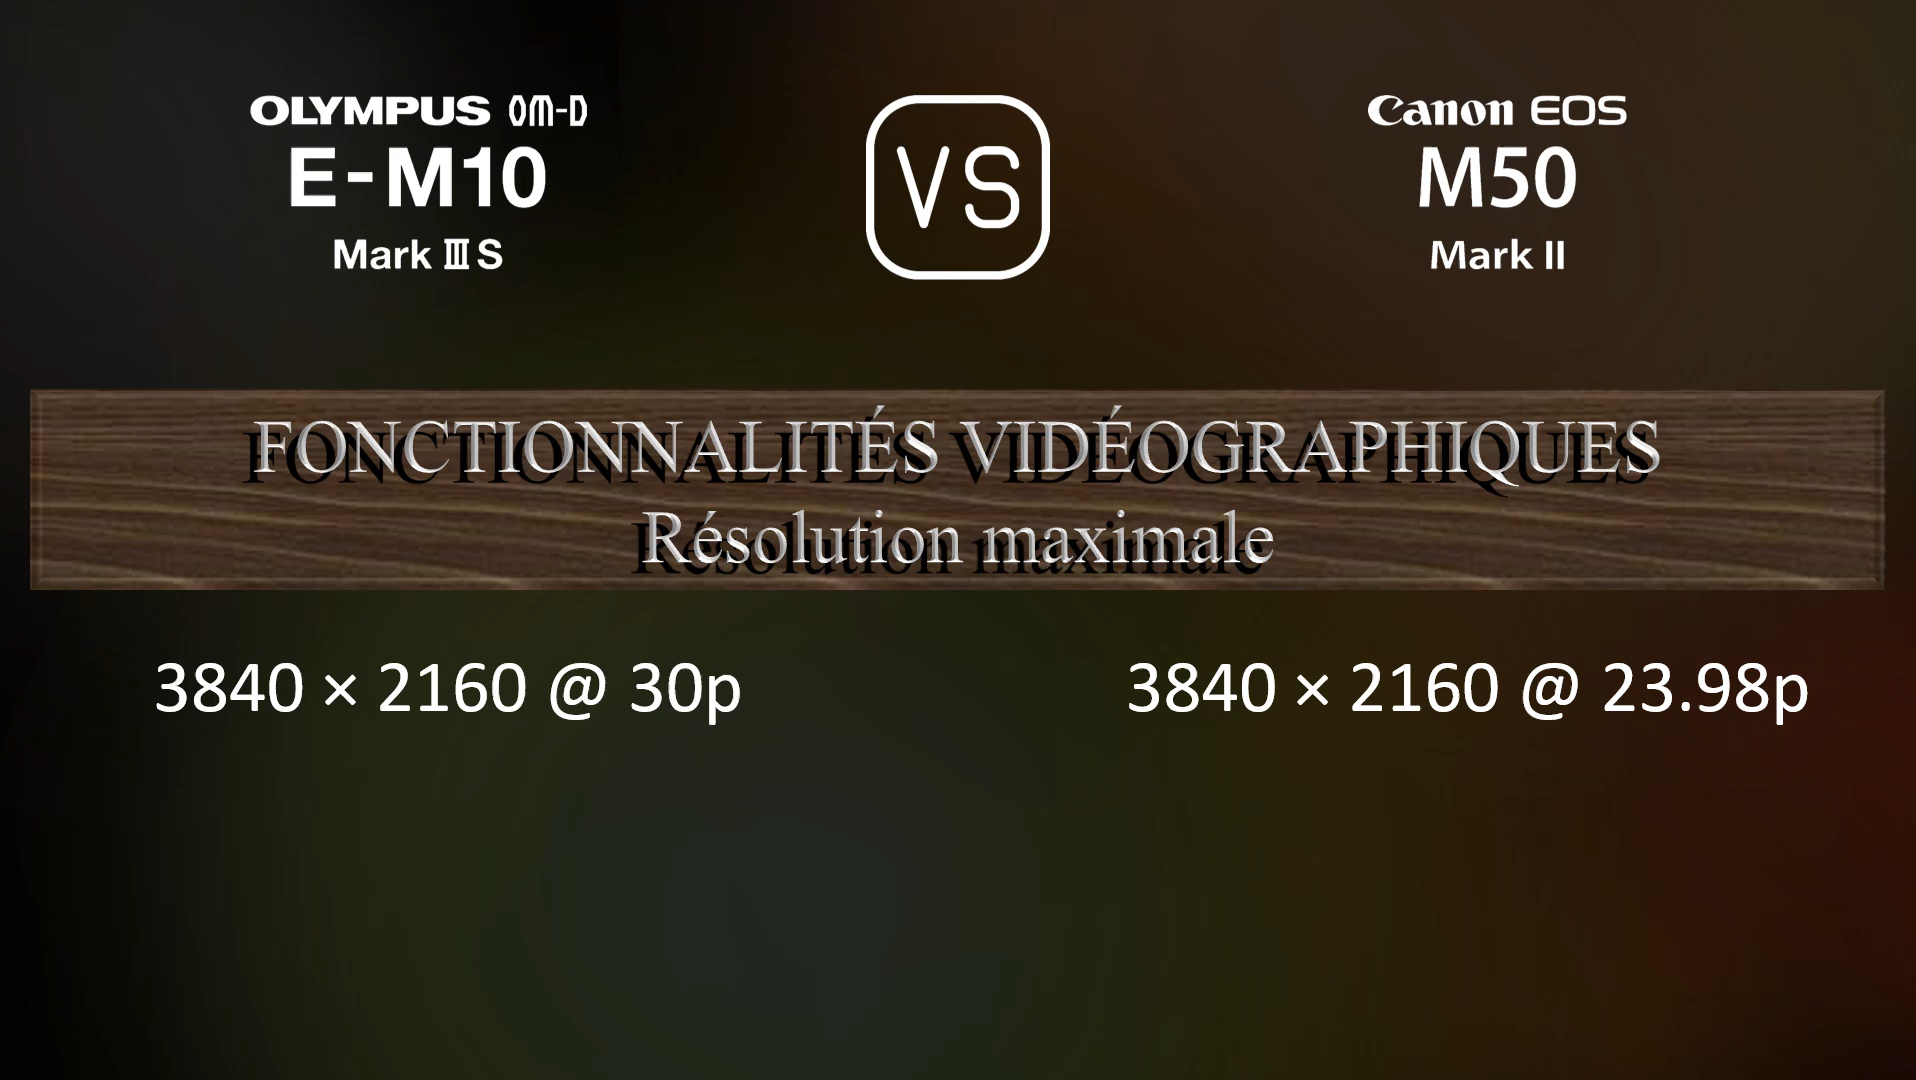 OLYMPUS OM-D
E-M10
Mark III S
VS
Canon EOS
M50
Mark II
FONCTIONNALITÉS VIDÉOGRAPHIQUES
Résolution maximale
3840 × 2160 @ 30p
3840 × 2160 @ 23.98p